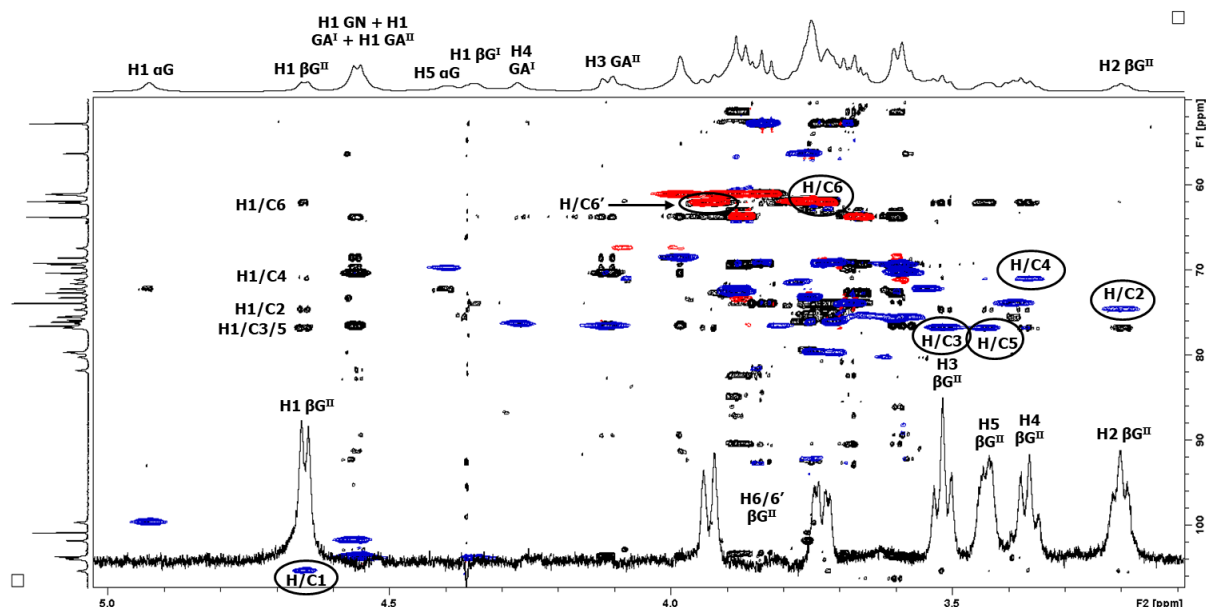 H1 GN + H1
GAᴵ + H1 GAᴵᴵ
H1 αG
H1 βGᴵᴵ
H5 αG
H1 βGᴵ
H4
GAᴵ
H3 GAᴵᴵ
H2 βGᴵᴵ
F1 [ppm]
60
70
80
90
100
H1/C6
H/C6′
H/C6
H1/C4
H/C4
H1/C2
H/C2
H1/C3/5
H/C3
H/C5
H3
βGᴵᴵ
H1 βGᴵᴵ
H5
βGᴵᴵ
H4
βGᴵᴵ
H2 βGᴵᴵ
H6/6′
βGᴵᴵ
H/C1
5.0
4.5
4.0
3.5
F2 [ppm]